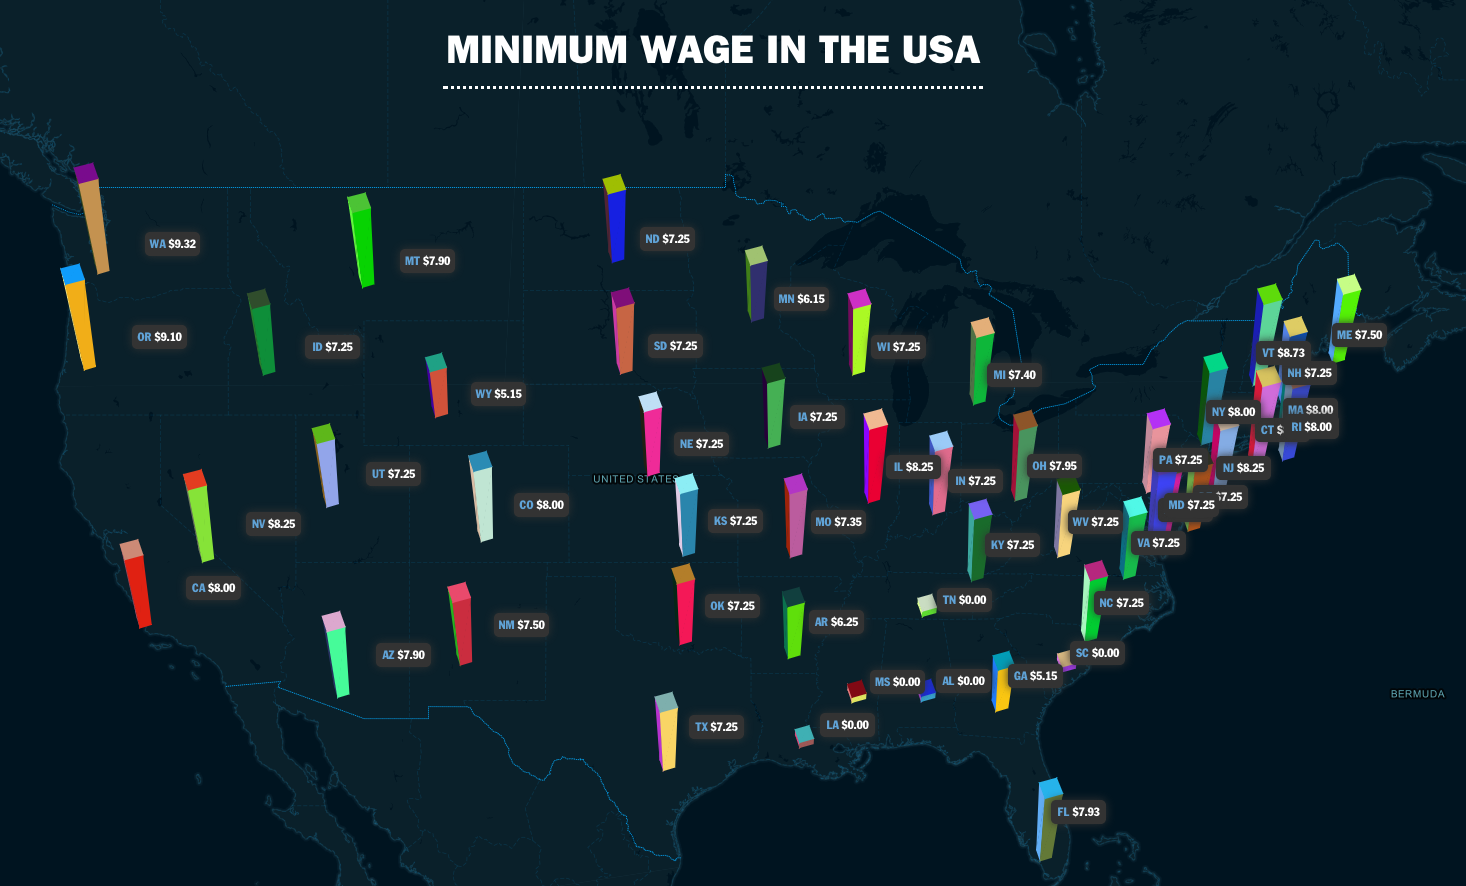 MINIMUM WAGE IN THE USA
WA $9.32
ND $7.25
MT $7.90
MN $6.15
OR $9.10
ID $7.25
SD $7.25
WI $7.25
ME $7.50
VT $8.73
MI $7.40
NH $7.25
WY $5.15
IA $7.25
NY $8.00
MA $8.00
CT $
RI $8.00
NE $7.25
UT $7.25
UNITED STATES
IL $8.25
IN $7.25
OH $7.95
PA $7.25
NJ $8.25
CO $8.00
$7.25
MD $7.25
NV $8.25
KS $7.25
MO $7.35
WV $7.25
KY $7.25
VA $7.25
CA $8.00
OK $7.25
TN $0.00
NC $7.25
NM $7.50
AR $6.25
AZ $7.90
SC $0.00
MS $0.00
AL $0.00
GA $5.15
BERMUDA
TX $7.25
LA $0.00
FL $7.93